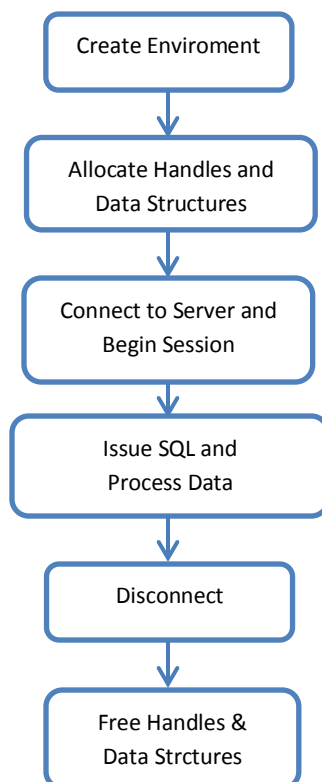 Create Enviroment
Allocate Handles and
Data Structures
Connect to Server and
Begin Session
Issue SQL and
Process Data
Disconnect
Free Handles &
Data Strctures